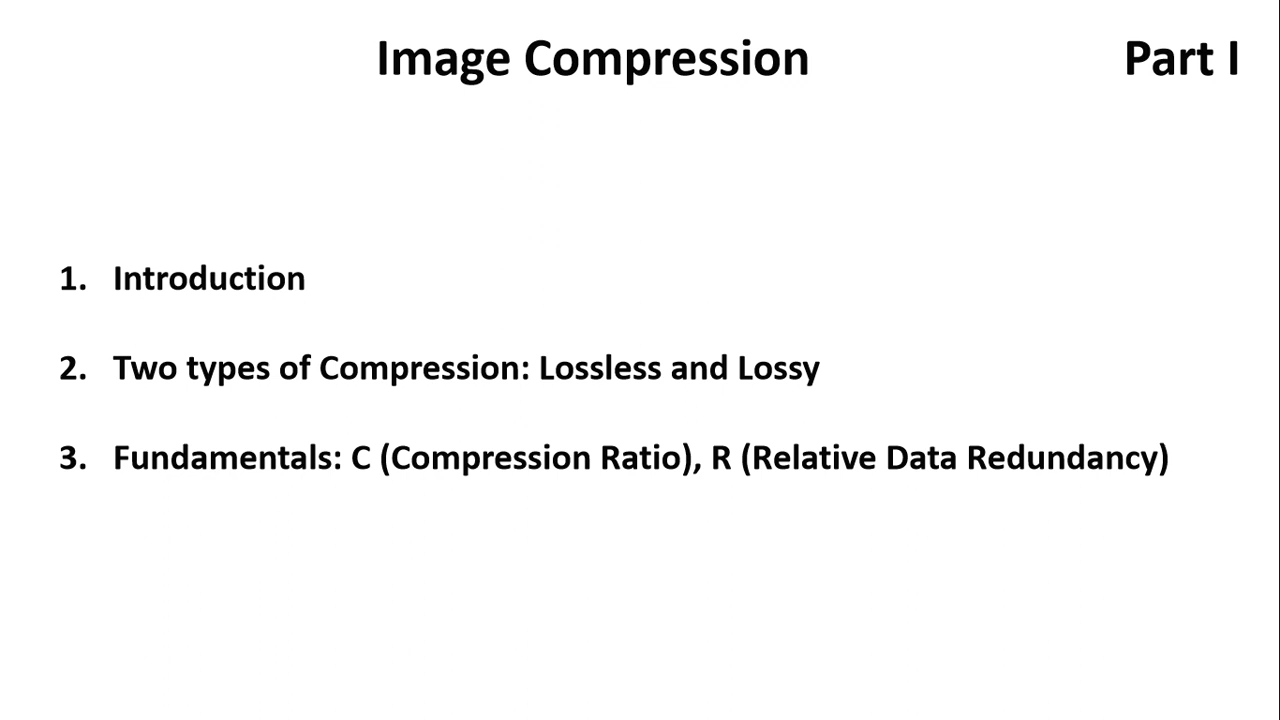 Image Compression Part I
1. Introduction
2. Two types of Compression: Lossless and Lossy
3. Fundamentals: C (Compression Ratio), R (Relative Data Redundancy)